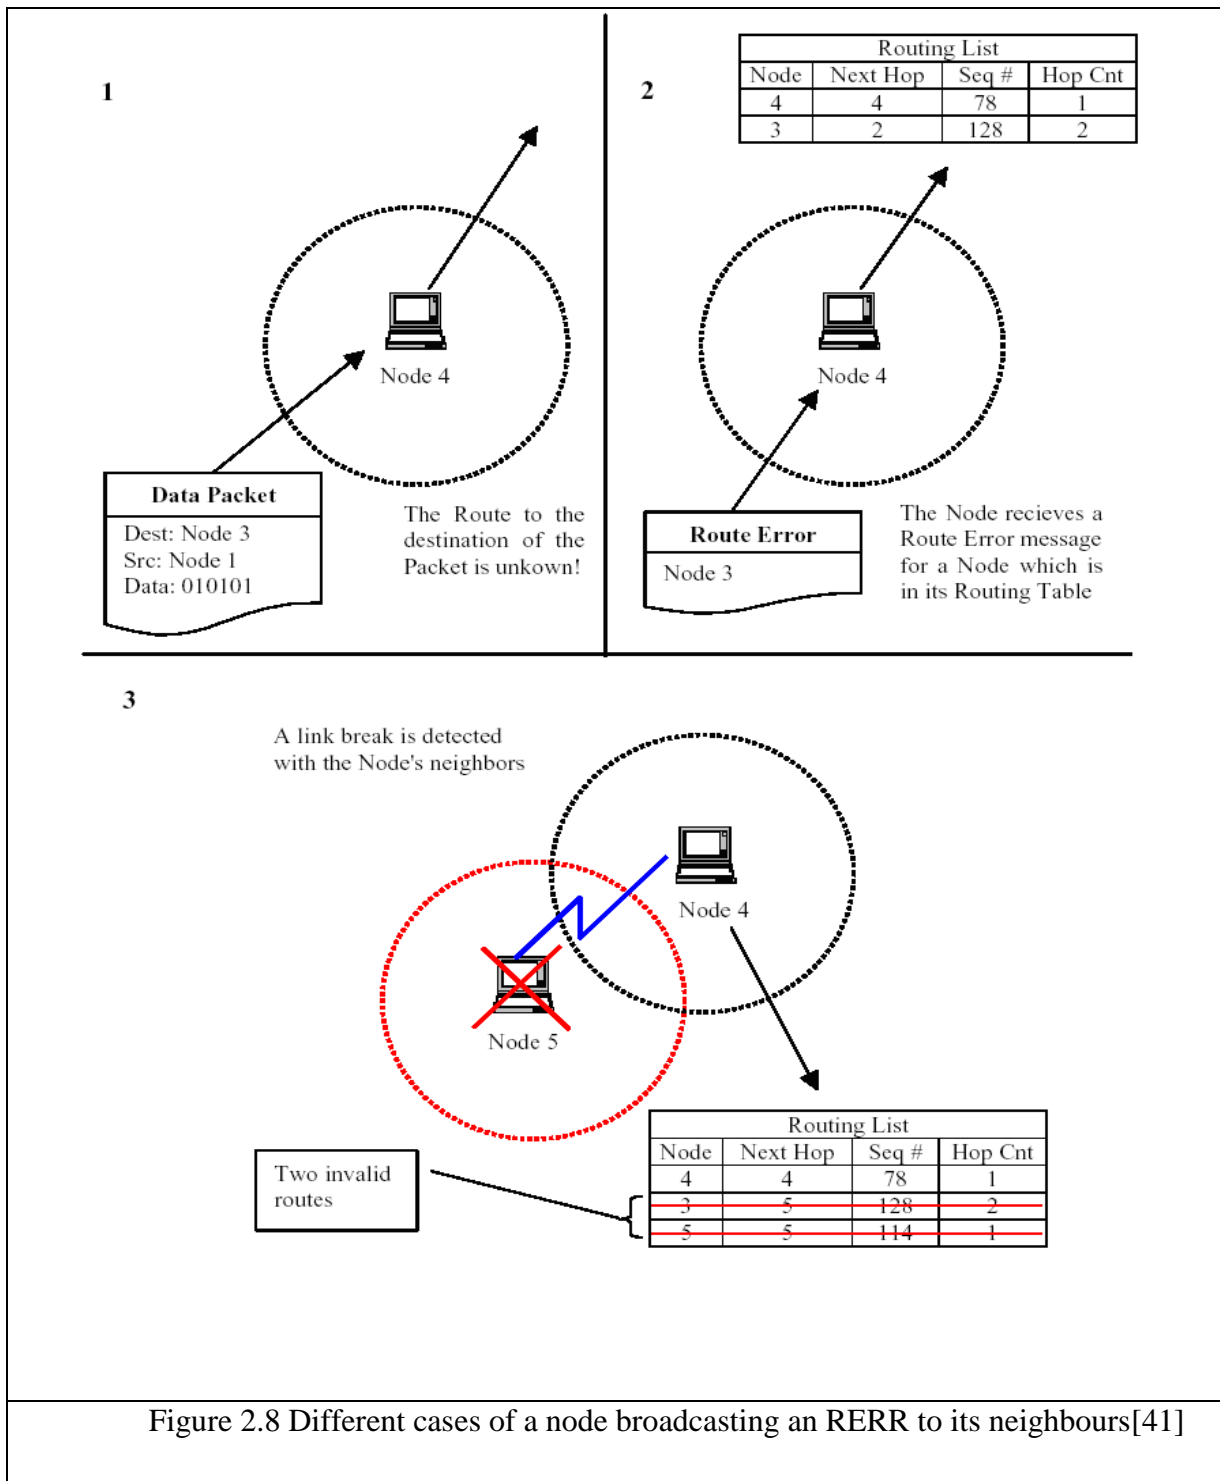 1
Node 4
Data Packet
Dest: Node 3
Src: Node 1
Data: 010101
The Route to the
destination of the
Packet is unkown!
2
Routing List
Node Next Hop Seq # Hop Cnt
4 4 78 1
3 2 128 2
Node 4
Route Error
Node 3
The Node recieves a
Route Error message
for a Node which is
in its Routing Table
3
A link break is detected
with the Node's neighbors
Node 4
Node 5
Two invalid
routes
Routing List
Node Next Hop Seq # Hop Cnt
4 4 78 1
3 5 128 2
5 5 114 1
Figure 2.8 Different cases of a node broadcasting an RERR to its neighbours[41]